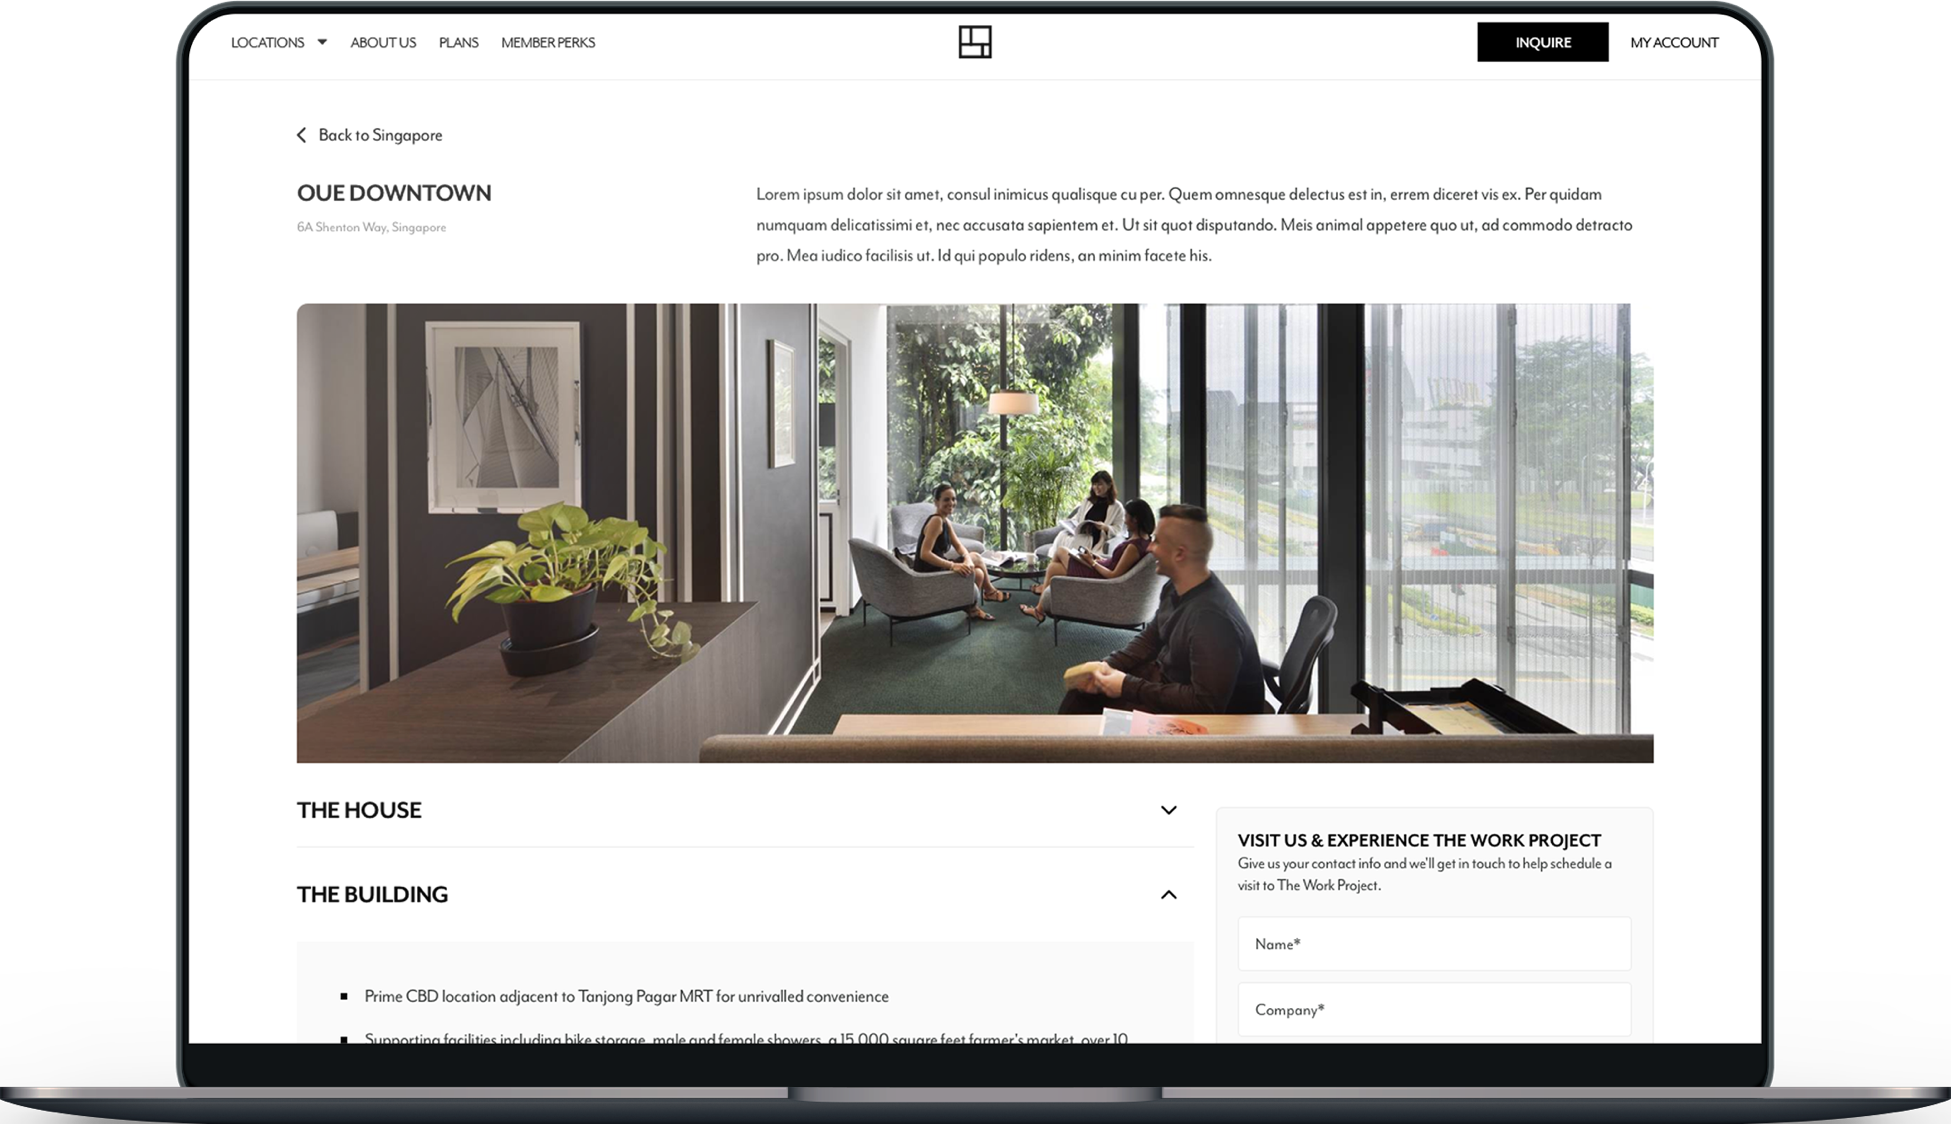 LOCATIONS ABOUT US PLANS MEMBER PERKS INQUIRE MY ACCOUNT
Back to Singapore
OUE DOWNTOWN
6A Shenton Way, Singapore
Lorem ipsum dolor sit amet, consul inimicus qualisque cu per. Quem omnesque delectus est in, errem diceret vis ex. Per quidam
numquam delicatissimi et, nec accusata sapientem et. Ut sit quot disputando. Meis animal appetere quo ut, ad commodo detracto
pro. Mea iudico facilisis ut. Id qui populo ridens, an minim facete his.
THE HOUSE
THE BUILDING
Prime CBD location adjacent to Tanjong Pagar MRT for unrivalled convenience
Supporting facilities including bike storage, male and female showers, a 15,000 square feet farmer's market, over 10
VISIT US & EXPERIENCE THE WORK PROJECT
Give us your contact info and we'll get in touch to help schedule a
visit to The Work Project.
Name*
Company*